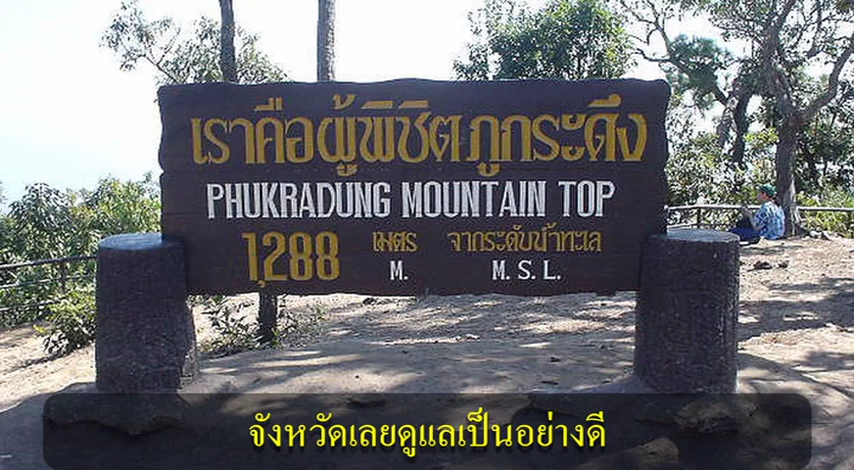 เราคือผู้พิชิตภูกระดึง
PHUKRADUNG MOUNTAIN TOP
1,288 เมตร จากระดับน้ำทะเล
M. M. S. L.
จังหวัดเลยดูแลเป็นอย่างดี